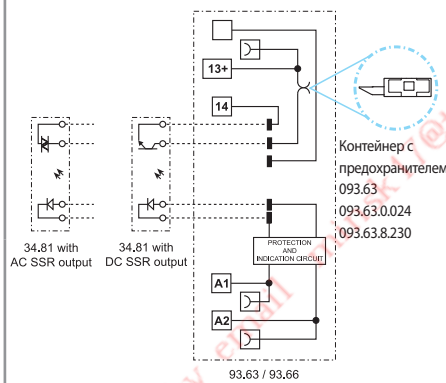 13+
14
Контейнер с
предохранителем
093.63
093.63.0.024
093.63.8.230
34.81 with
AC SSR output
34.81 with
DC SSR output
PROTECTION
AND
INDICATION CIRCUIT
A1
A2
93.63 / 93.66